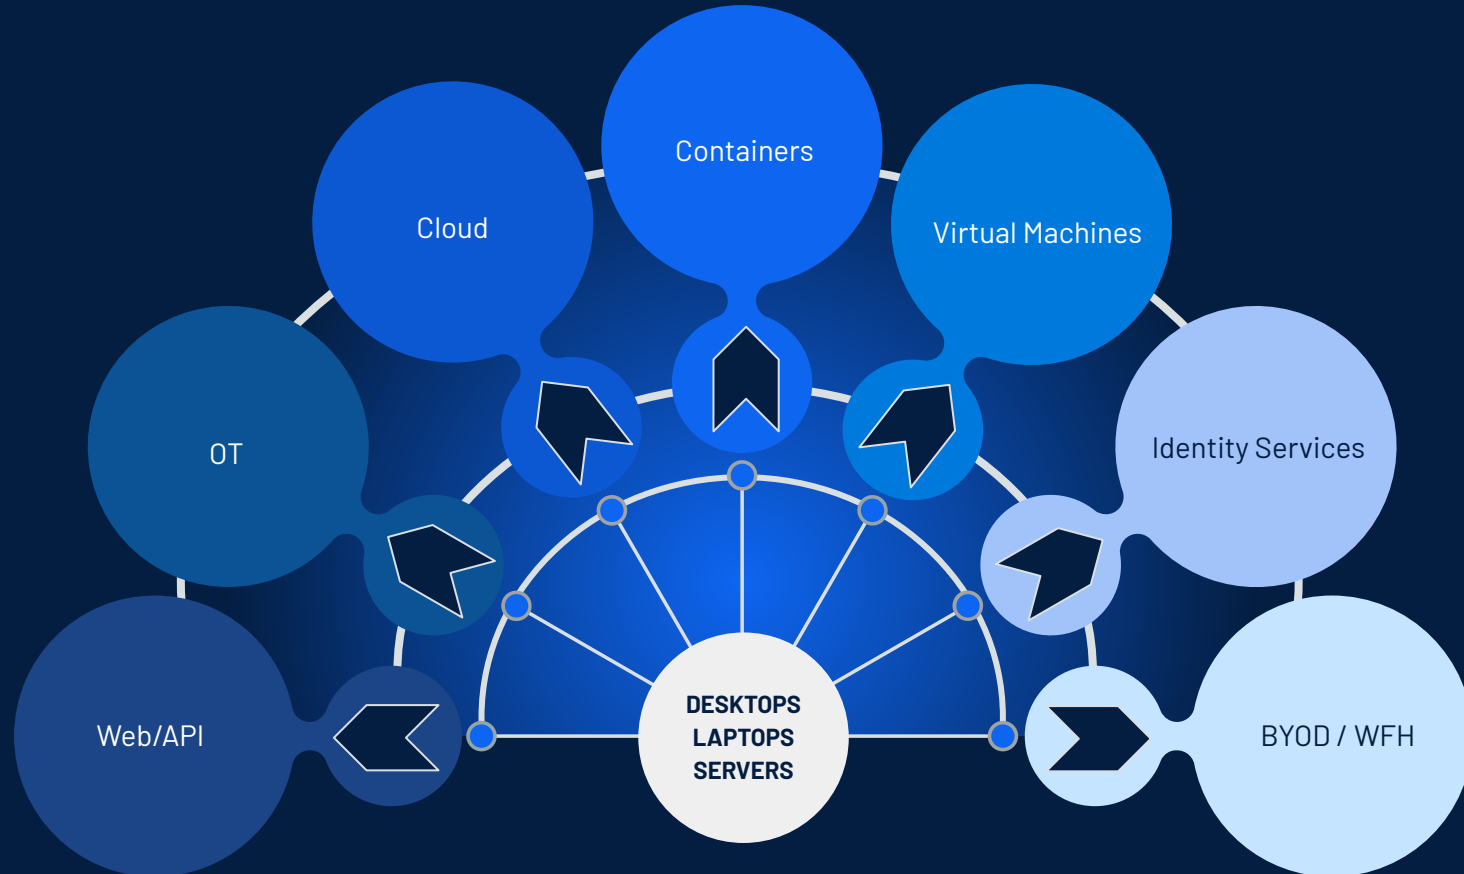 Containers
Cloud
Virtual Machines
OT
Identity Services
Web/API
DESKTOPS
LAPTOPS
SERVERS
BYOD / WFH